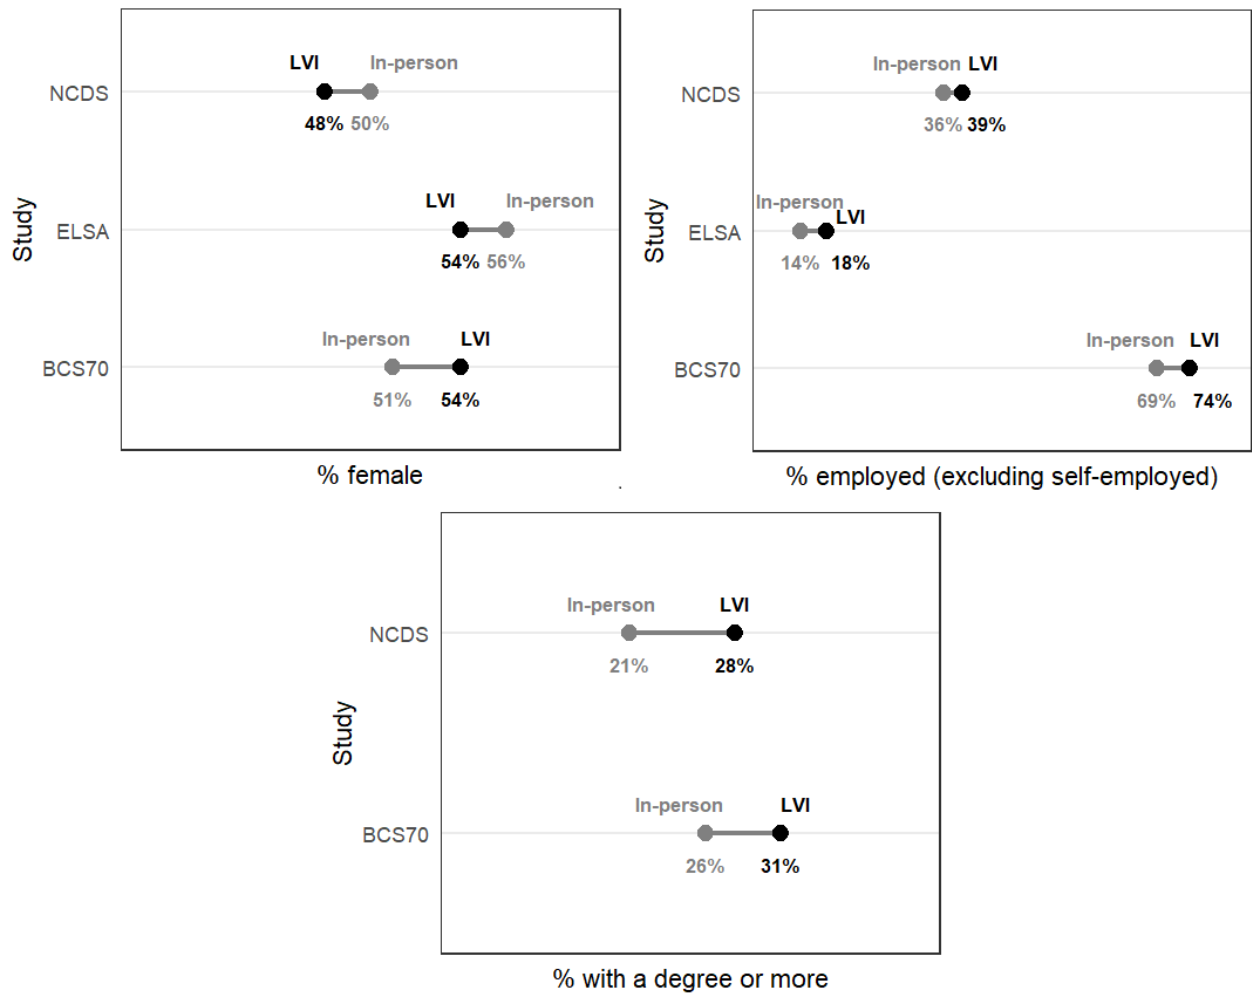 LVI In-person
NCDS
48% 50%
LVI In-person
ELSA
54% 56%
In-person LVI
BCS70
51% 54%
Study
% female
In-person LVI
NCDS
36% 39%
In-person LVI
ELSA
14% 18%
In-person LVI
BCS70
69% 74%
Study
% employed (excluding self-employed)
In-person LVI
NCDS
21% 28%
In-person LVI
BCS70
26% 31%
Study
% with a degree or more